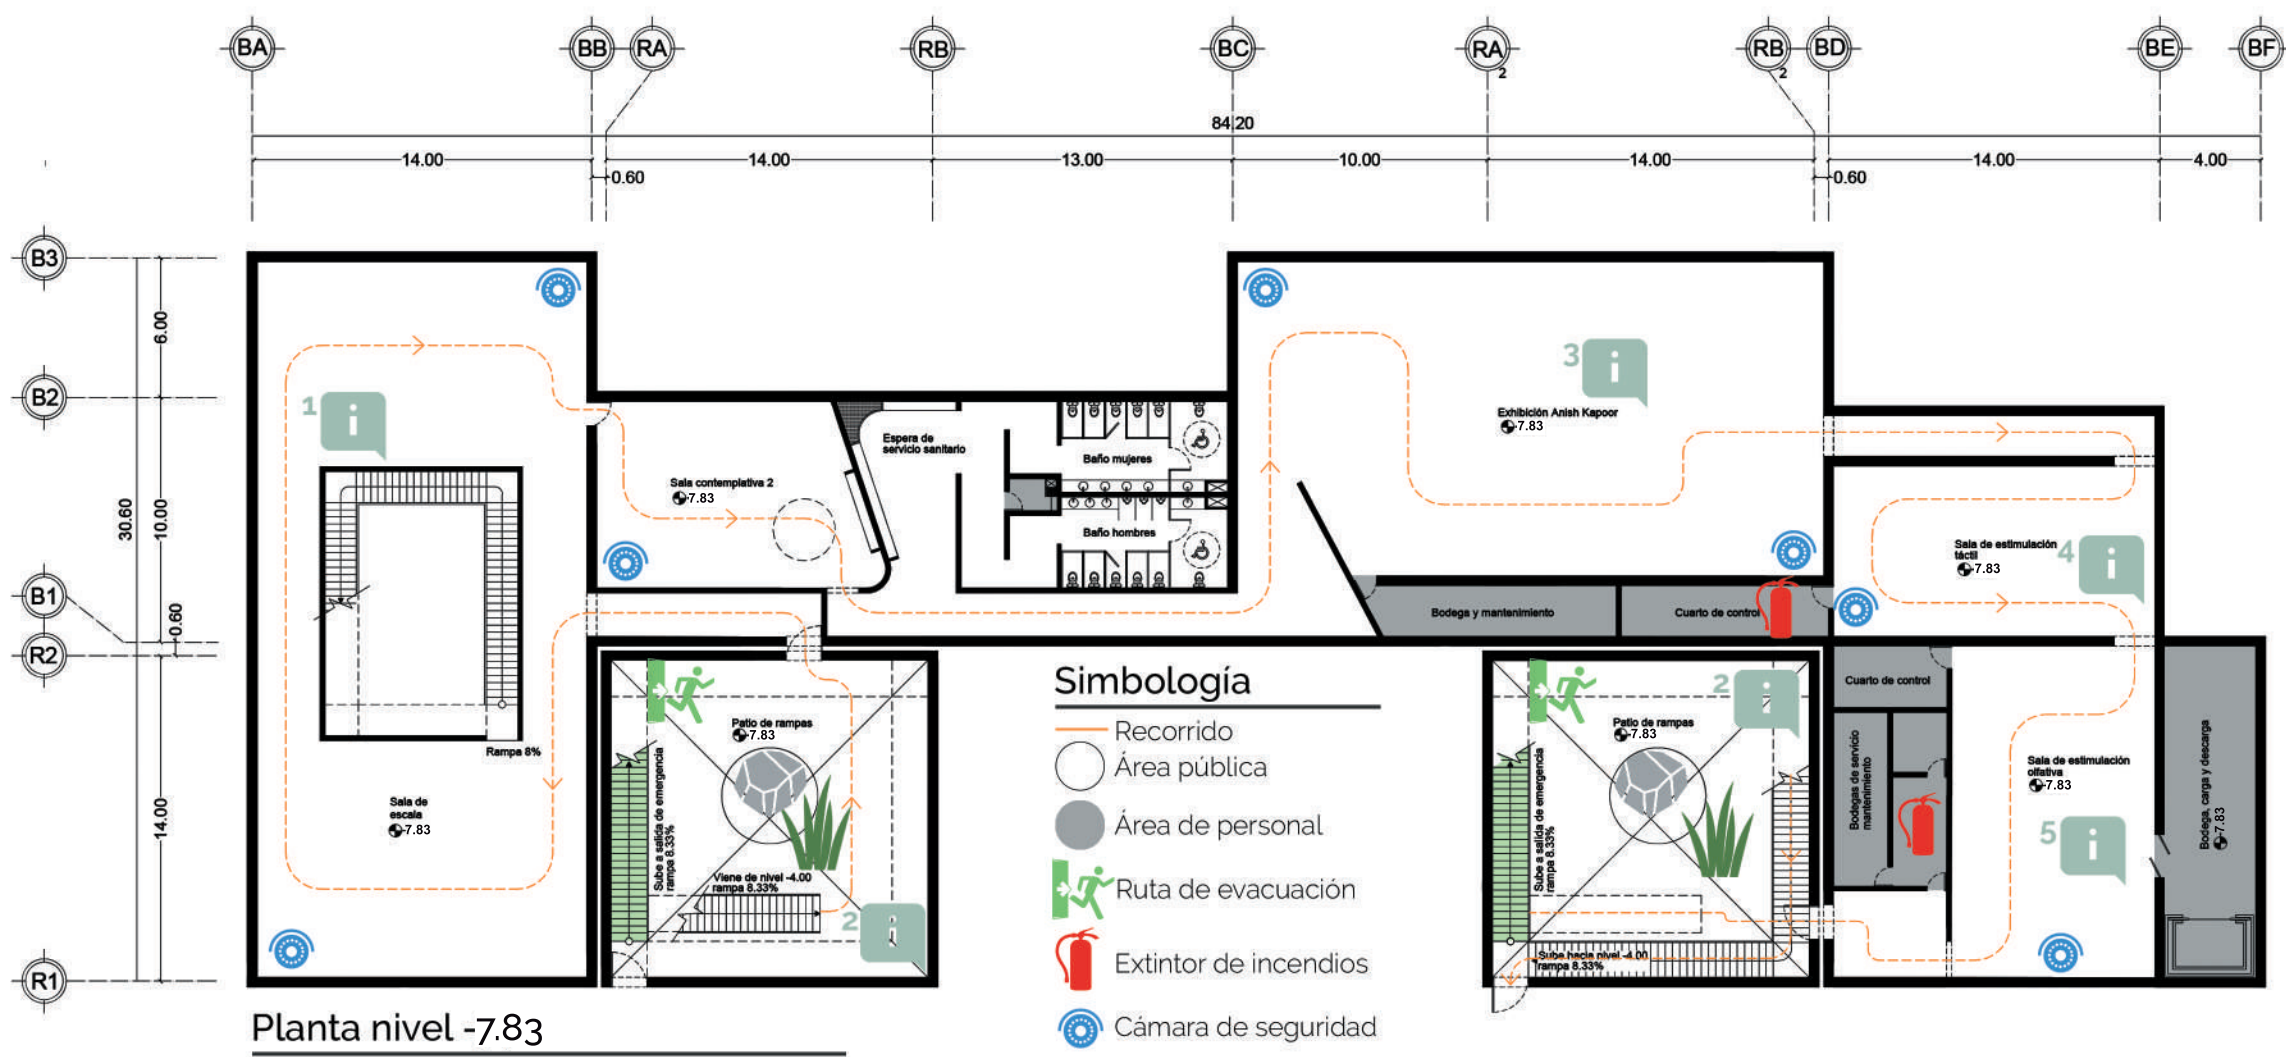 BA
BB
RA
RB
BC
RA
2
RB
2
BD
BE
BF
84.20
14.00
14.00
13.00
10.00
14.00
14.00
4.00
0.60
0.60
B3
B2
B1
R2
R1
6.00
10.00
30.60
0.60
14.00
1
i
3
i
Exhibición Anish Kapoor
-7.83
Espera de
servicio sanitario
Baño mujeres
Sala contemplativa 2
-7.83
Baño hombres
Sala de estimulación
táctil
-7.83
4
i
Bodega y mantenimiento
Cuarto de control
Rampa 8%
Sala de
escala
-7.83
Patio de rampas
-7.83
Sube a salida de emergencia
rampa 8.33%
Viene de nivel -4.00
rampa 8.33%
2
i
Simbología
Recorrido
Área pública
Área de personal
Ruta de evacuación
Extintor de incendios
Cámara de seguridad
2
i
Patio de rampas
-7.83
Sube a salida de emergencia
rampa 8.33%
Sube hacia nivel -4.00
rampa 8.33%
Cuarto de control
Bodegas de servicio
mantenimiento
Sala de estimulación
olfativa
-7.83
5
i
Bodega, carga y descarga
-7.83
Planta nivel -7.83